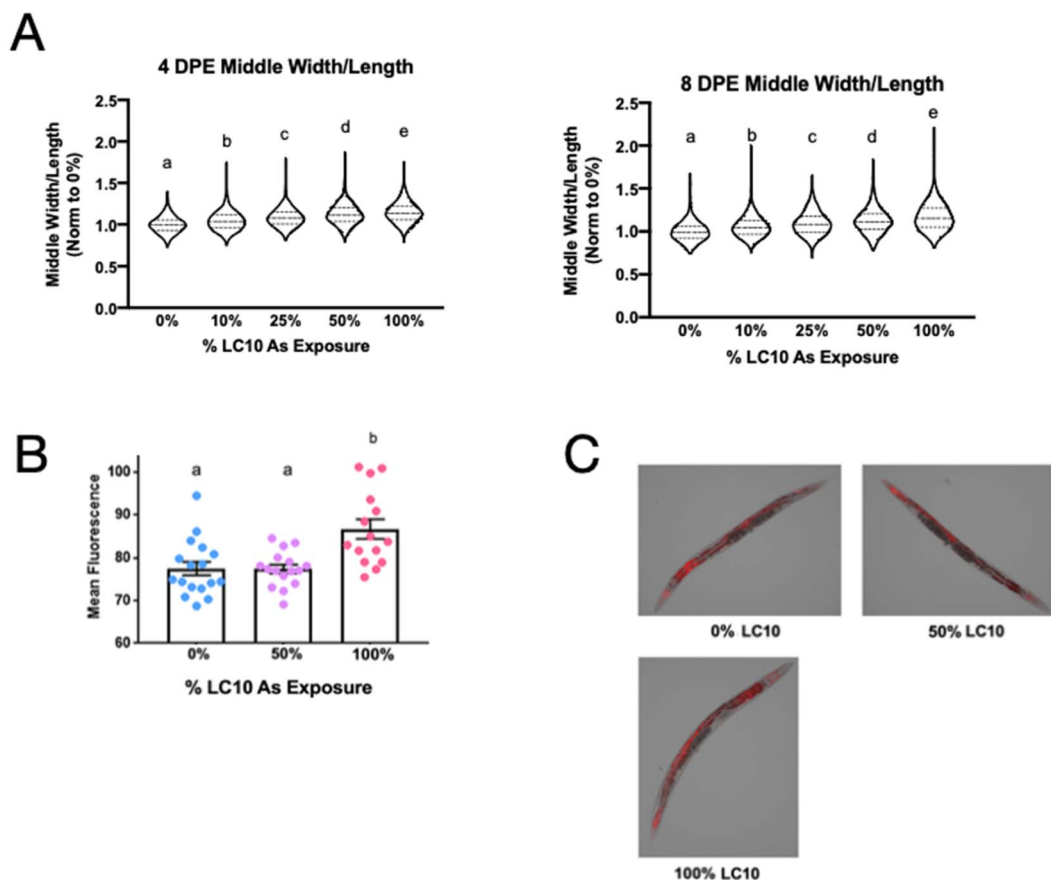 A
4 DPE Middle Width/Length
Middle Width/Length
(Norm to 0%)
2.5
2.0
1.5
1.0
0.5
0.0
a
b
c
d
e
0% 10% 25% 50% 100%
% LC10 As Exposure
8 DPE Middle Width/Length
Middle Width/Length
(Norm to 0%)
2.5
2.0
1.5
1.0
0.5
0.0
a
b
c
d
e
0% 10% 25% 50% 100%
% LC10 As Exposure
B
Mean Fluorescence
100
90
80
70
60
a
a
b
0% 50% 100%
% LC10 As Exposure
C
0% LC10
50% LC10
100% LC10